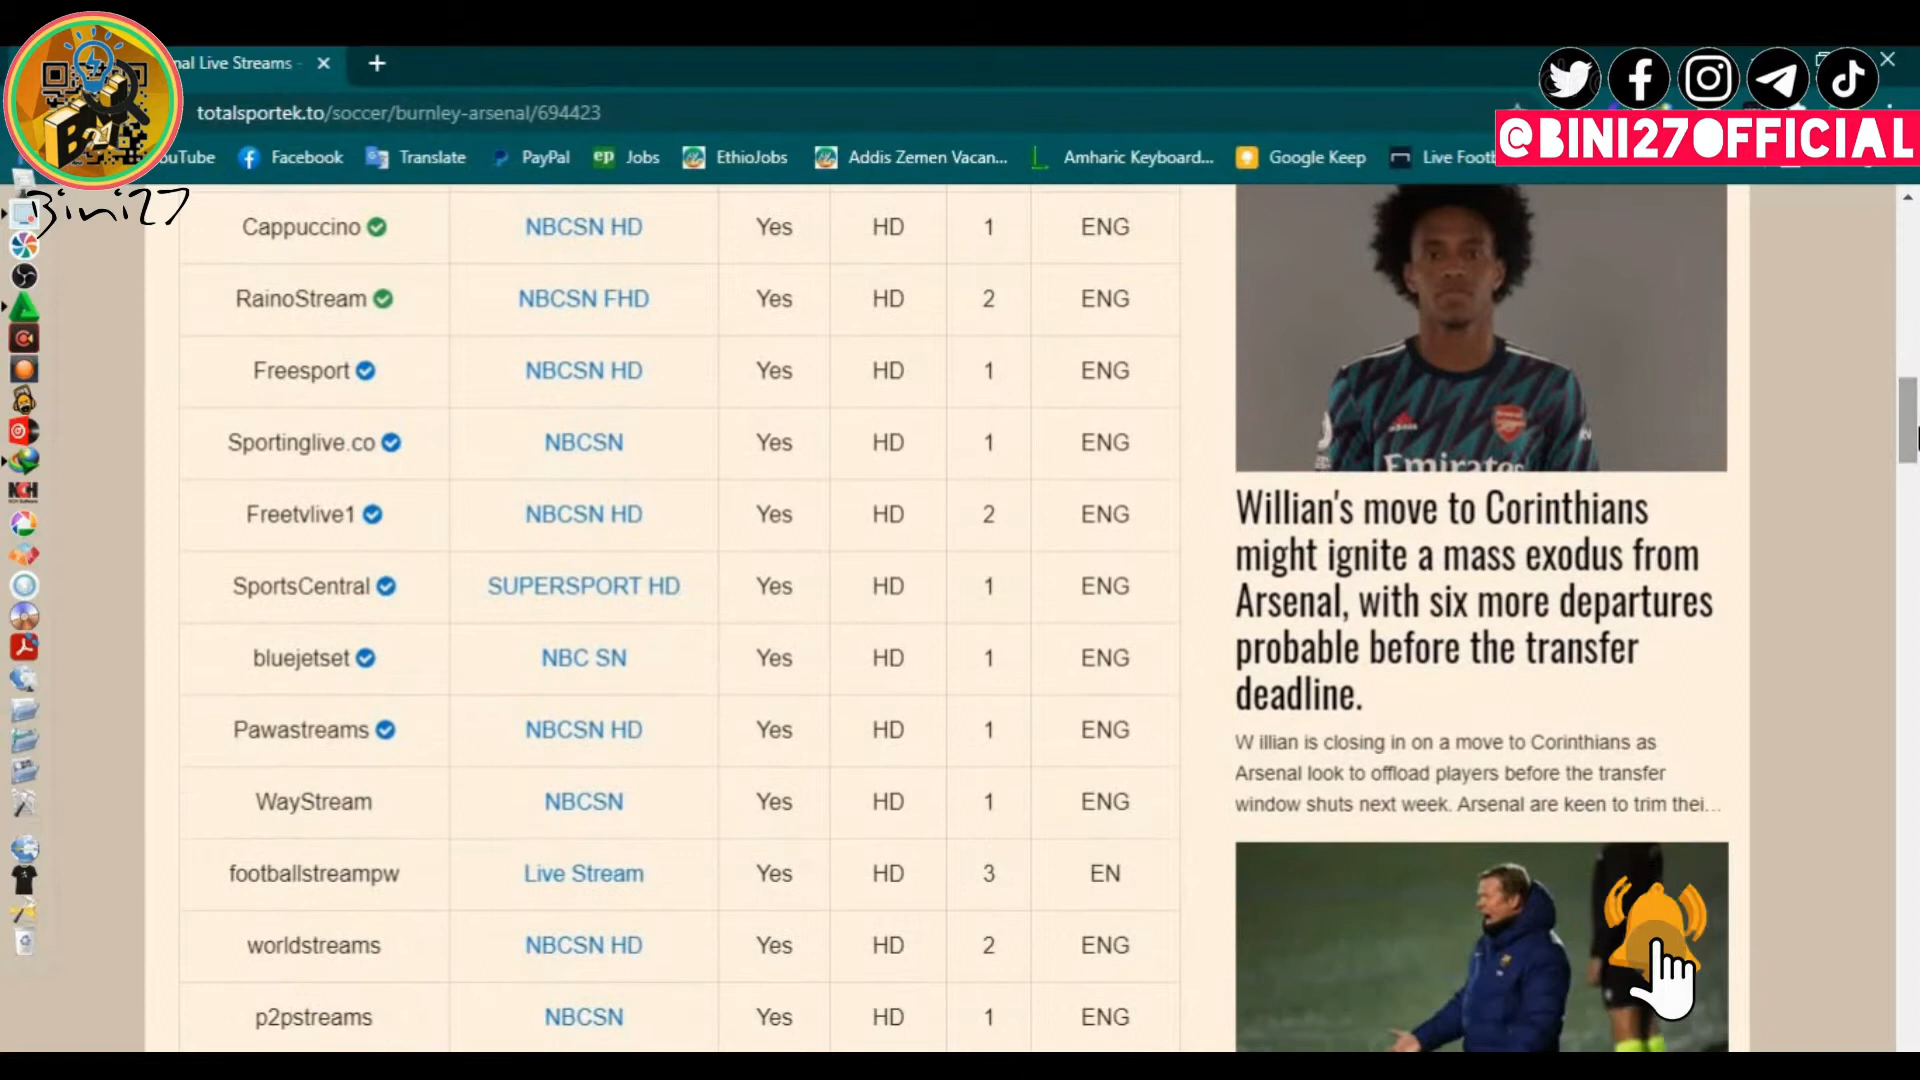 nal Live Streams -
totalsportek.to/soccer/burnley-arsenal/694423
@BINI27OFFICIAL
B21
Bini27
YouTube Facebook Translate PayPal ep Jobs EthioJobs Addis Zemen Vacan... Amharic Keyboard... Google Keep Live Footb
Cappuccino NBCSN HD Yes HD 1 ENG
RainoStream NBCSN FHD Yes HD 2 ENG
Freesport NBCSN HD Yes HD 1 ENG
Sportinglive.co NBCSN Yes HD 1 ENG
Freetvlive1 NBCSN HD Yes HD 2 ENG
SportsCentral SUPERSPORT HD Yes HD 1 ENG
bluejetset NBC SN Yes HD 1 ENG
Pawastreams NBCSN HD Yes HD 1 ENG
WayStream NBCSN Yes HD 1 ENG
footballstreampw Live Stream Yes HD 3 EN
worldstreams NBCSN HD Yes HD 2 ENG
p2pstreams NBCSN Yes HD 1 ENG
NCH
Arsenal
Emirates
Willian's move to Corinthians
might ignite a mass exodus from
Arsenal, with six more departures
probable before the transfer
deadline.
W illian is closing in on a move to Corinthians as
Arsenal look to offload players before the transfer
window shuts next week. Arsenal are keen to trim thei...